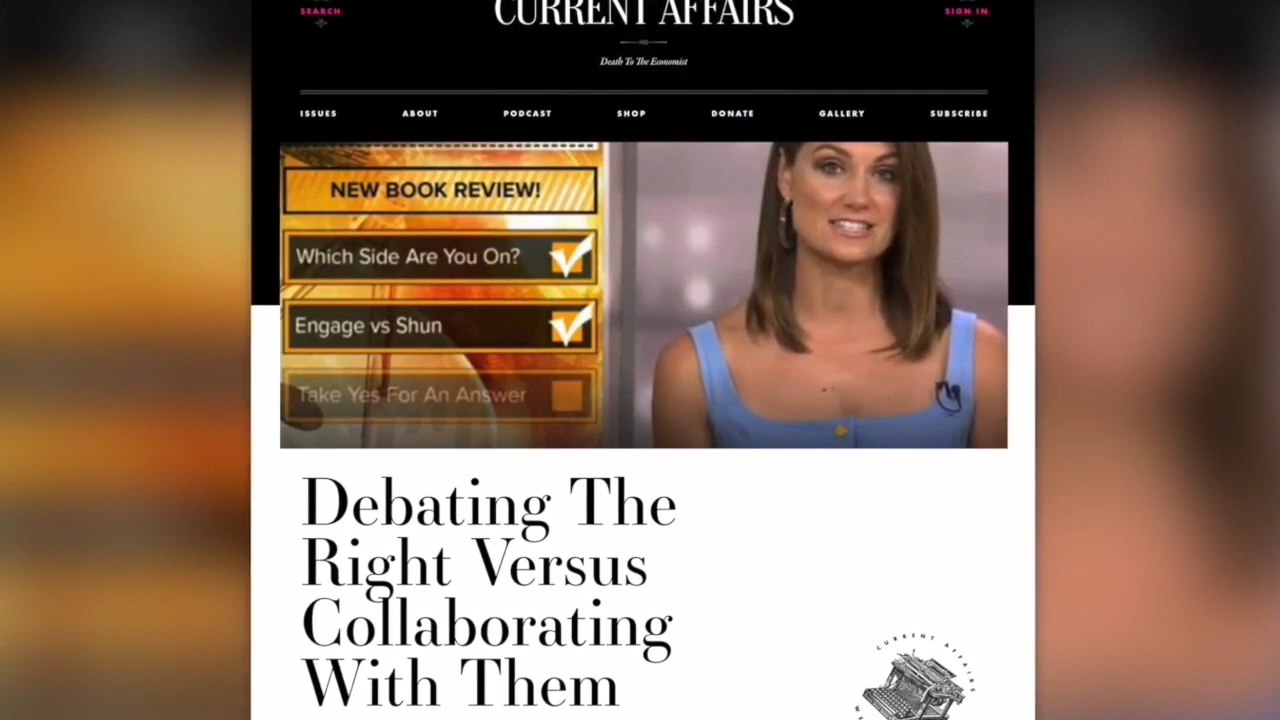 CURRENT AFFAIRS
SEARCH
SIGN IN
Death To The Economist
ISSUES ABOUT PODCAST SHOP DONATE GALLERY SUBSCRIBE
NEW BOOK REVIEW!
Which Side Are You On?
Engage vs Shun
Take Yes For An Answer
Debating The
Right Versus
Collaborating
With Them
CURRENT AFFAIRS